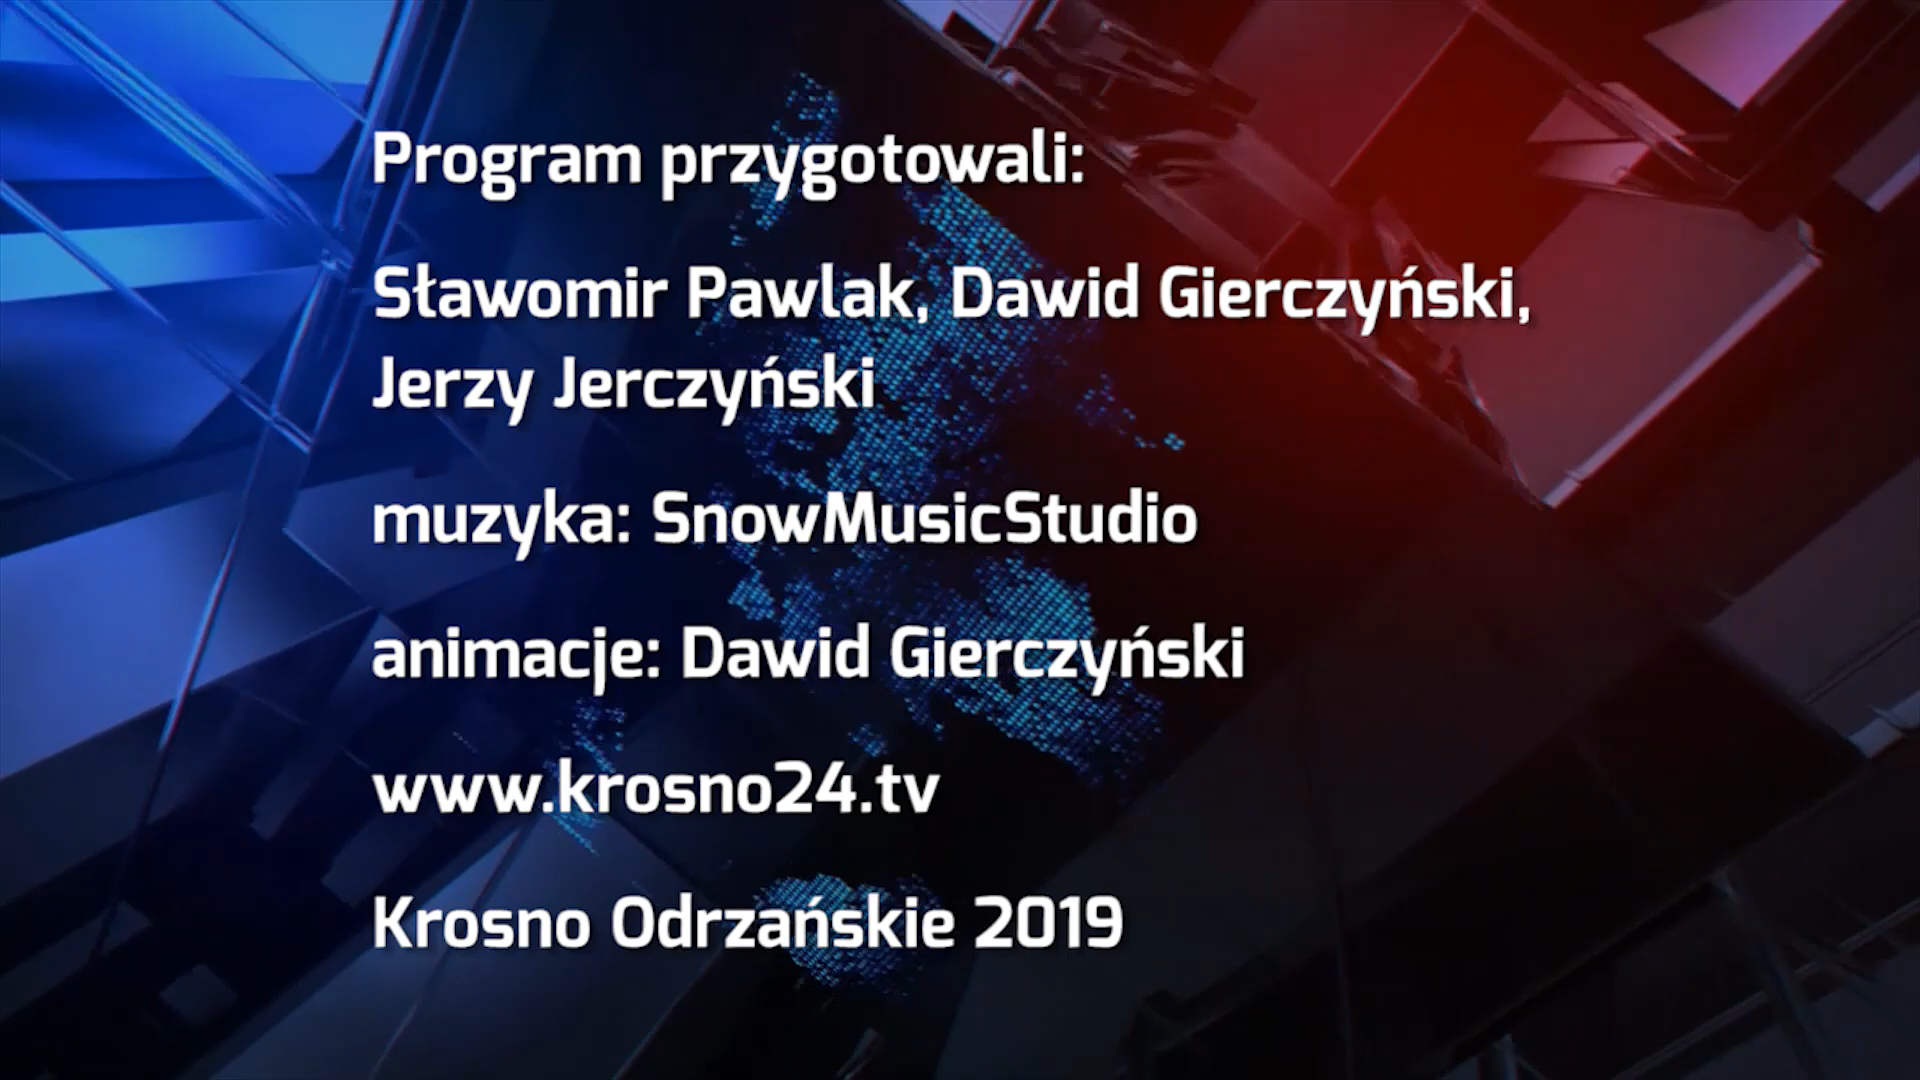 Program przygotowali:
Sławomir Pawlak, Dawid Gierczyński,
Jerzy Jerczyński
muzyka: SnowMusicStudio
animacje: Dawid Gierczyński
www.krosno24.tv
Krosno Odrzańskie 2019